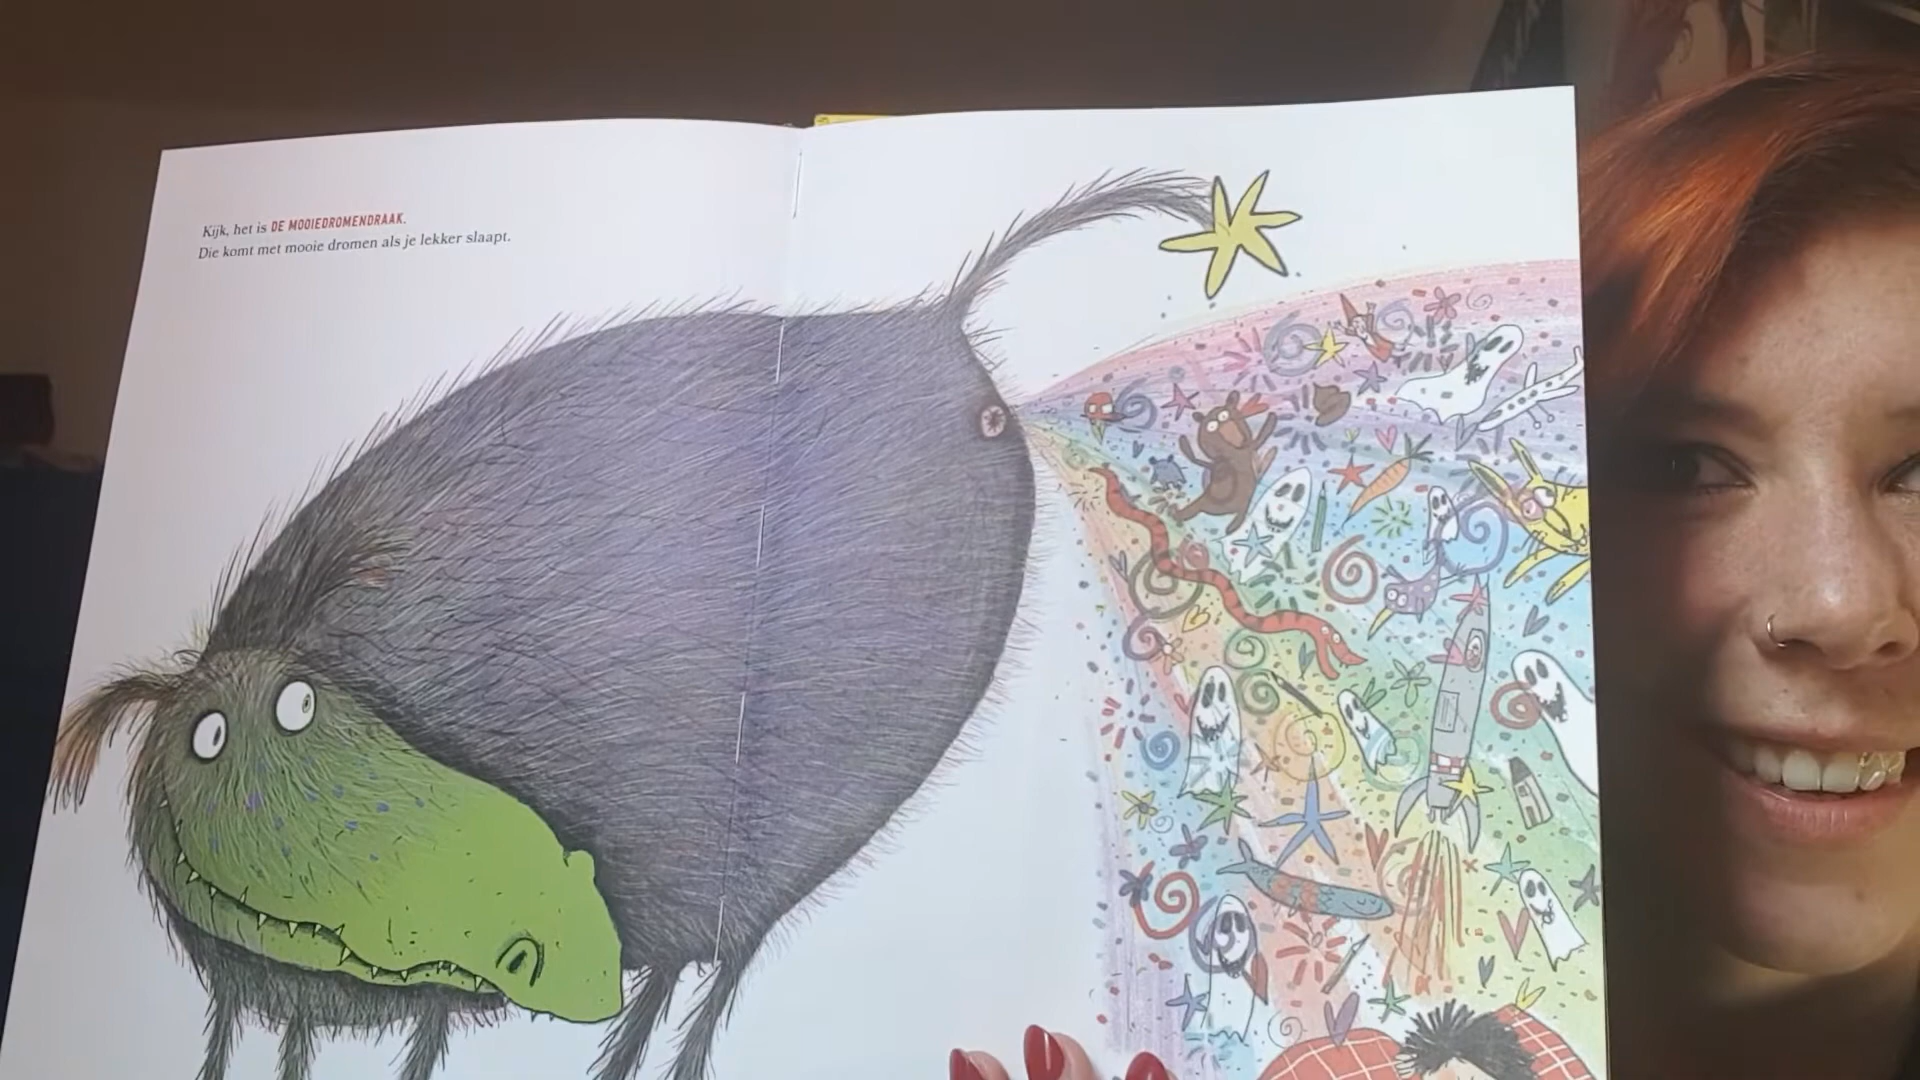 Kijk, het is DE MOOIEDROMENDRAAK.
Die komt met mooie dromen als je lekker slaapt.